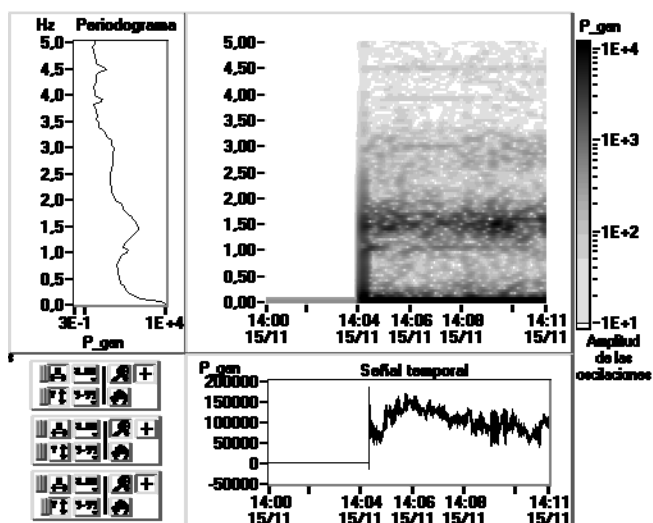 Hz Periodograma
5,0
4,5
4,0
3,5
3,0
2,5
2,0
1,5
1,0
0,5
0,0
3E-1 1E+4
P_gen
5,00
4,50
4,00
3,50
3,00
2,50
2,00
1,50
1,00
0,50
0,00
14:00 14:04 14:06 14:08 14:11
15/11 15/11 15/11 15/11 15/11
P_gen
1E+4
1E+3
1E+2
1E+1
Amplitud
de las
oscilaciones
P_gen Señal temporal
200000
150000
100000
50000
0
-50000
14:00 14:04 14:06 14:08 14:11
15/11 15/11 15/11 15/11 15/11